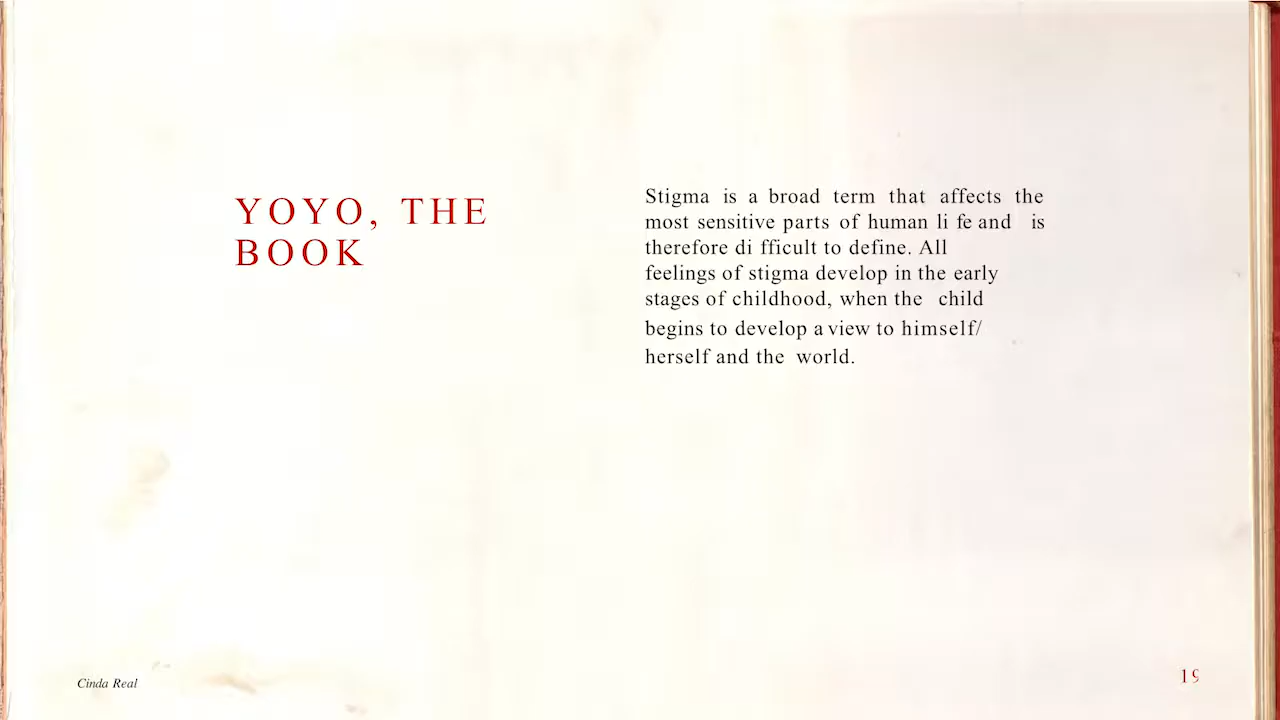 YOYO, THE
BOOK
Stigma is a broad term that affects the
most sensitive parts of human li fe and is
therefore di fficult to define. All
feelings of stigma develop in the early
stages of childhood, when the child
begins to develop a view to himself/
herself and the world.
Cinda Real
19